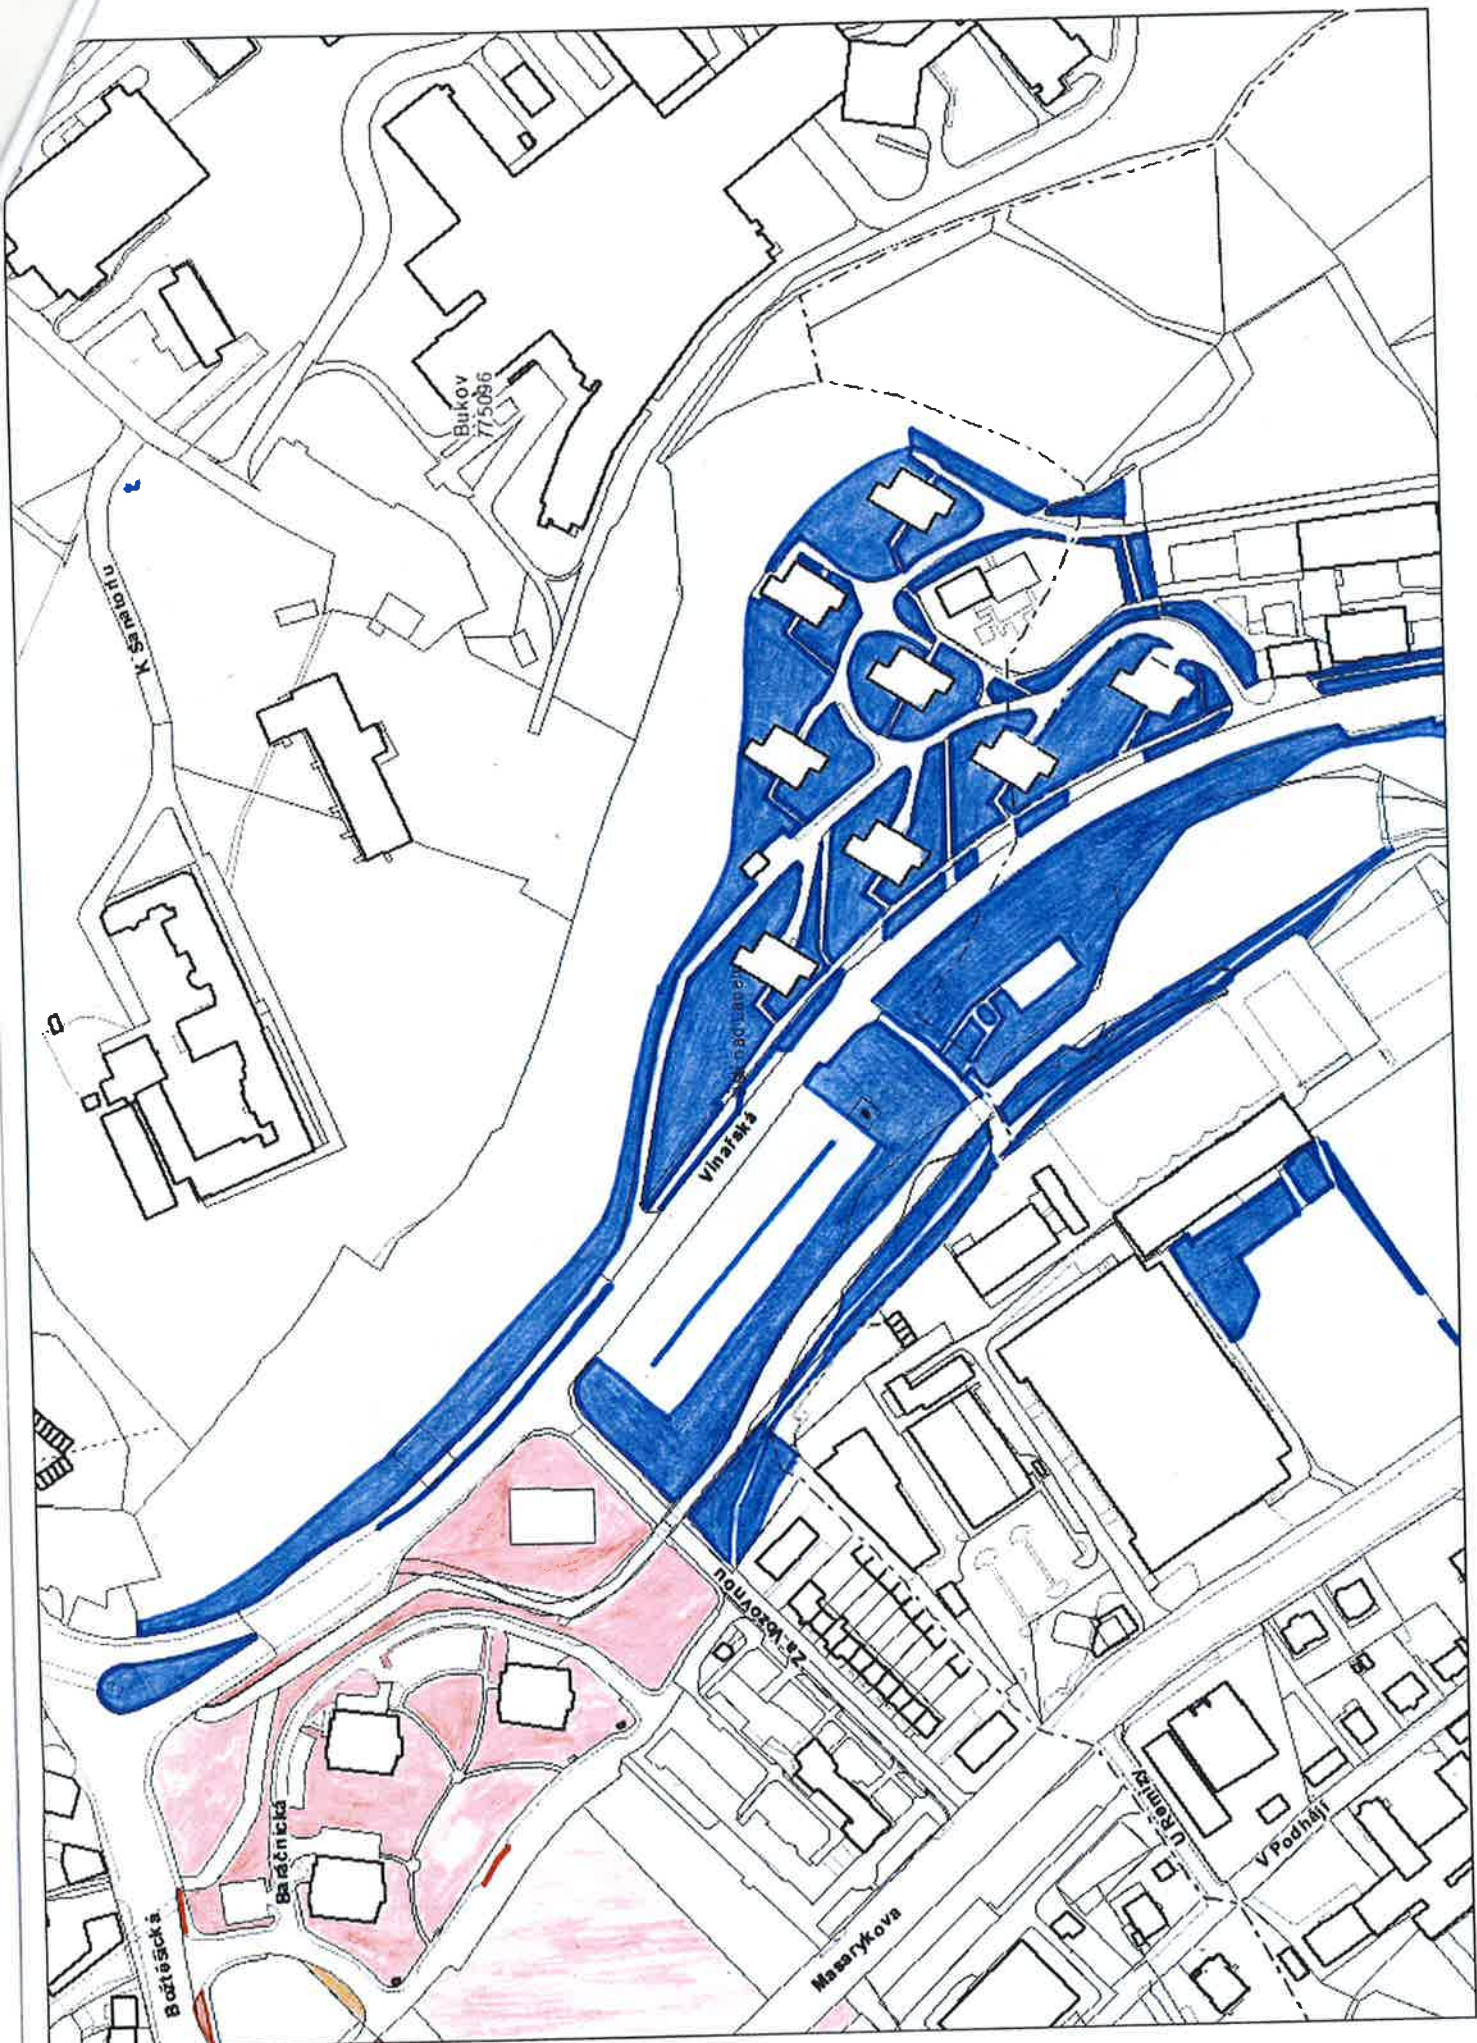 Bukov
775096
K Sanatoriu
Vinařská
Za Vozovnou
Baráčnická
Božtěšická
Masarykova
U Remízy
V Podhájí